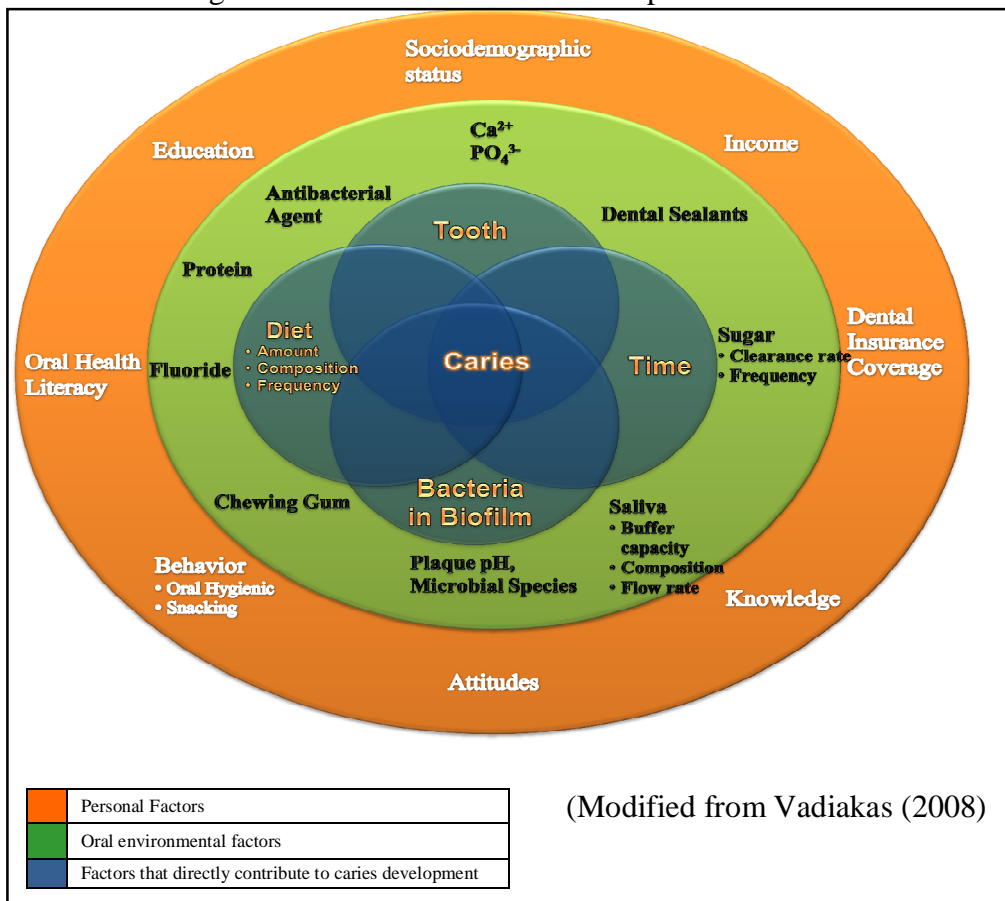 Sociodemographic
status
Education
Income
Ca²⁺
PO₄³⁻
Antibacterial
Agent
Dental Sealants
Tooth
Protein
Diet
• Amount
• Composition
• Frequency
Caries
Time
Sugar
• Clearance rate
• Frequency
Dental
Insurance
Coverage
Oral Health
Literacy
Fluoride
Chewing Gum
Bacteria
in Biofilm
Saliva
• Buffer
capacity
• Composition
• Flow rate
Plaque pH,
Microbial Species
Behavior
• Oral Hygienic
• Snacking
Knowledge
Attitudes
Personal Factors
Oral environmental factors
Factors that directly contribute to caries development
(Modified from Vadiakas (2008)